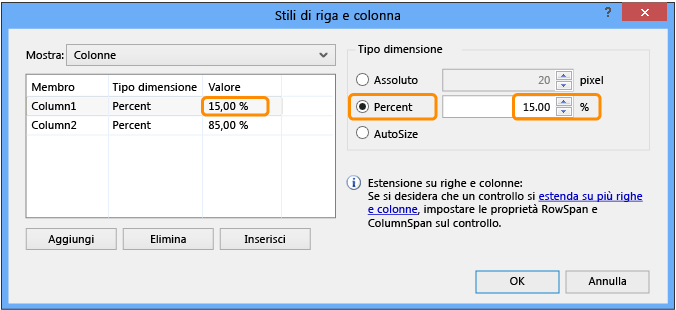 Stili di riga e colonna
?
Mostra: Colonne
Membro Tipo dimensione Valore
Column1 Percent 15,00 %
Column2 Percent 85,00 %
Aggiungi Elimina Inserisci
Tipo dimensione
Assoluto 20 pixel
Percent 15.00 %
AutoSize
Estensione su righe e colonne:
Se si desidera che un controllo si estenda su più righe
e colonne, impostare le proprietà RowSpan e
ColumnSpan sul controllo.
OK Annulla